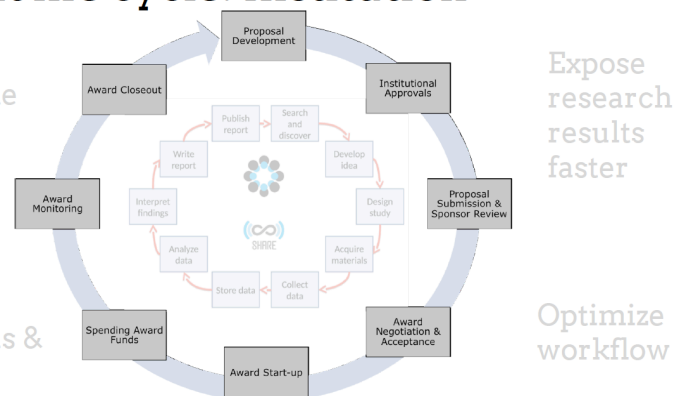 Proposal
Development
Award Closeout
Institutional
Approvals
Expose
research
results
faster
Publish
report
Search
and
discover
Write
report
Develop
idea
Award
Monitoring
Interpret
findings
Design
study
Proposal
Submission &
Sponsor Review
SHARE
Analyze
data
Acquire
materials
Store data
Collect
data
Spending Award
Funds
Award
Negotiation &
Acceptance
Optimize
workflow
&
Award Start-up